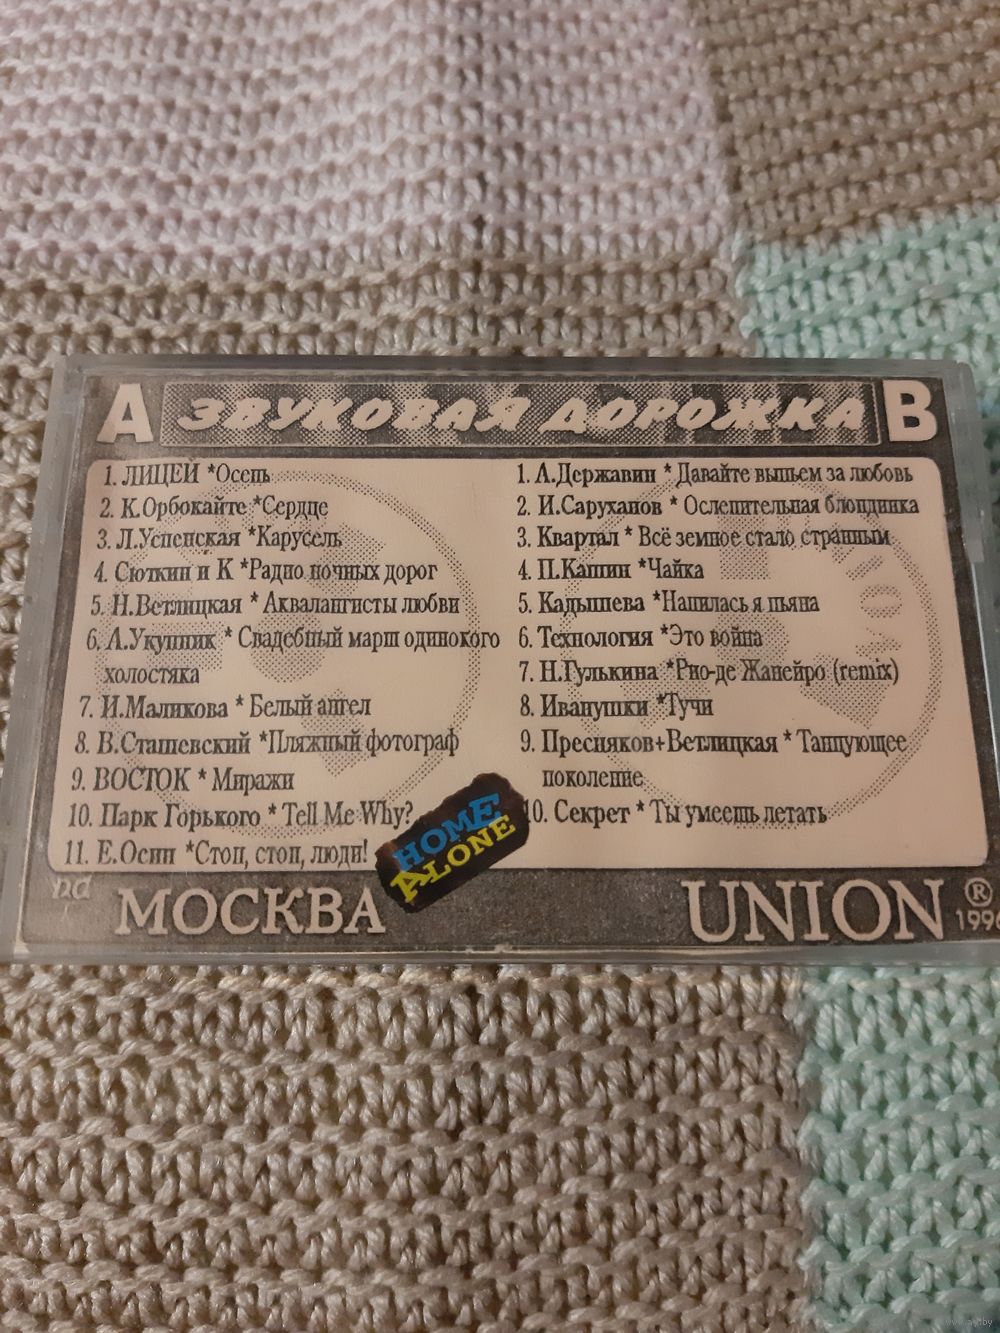 A ЗВУКОВАЯ ДОРОЖКА B
1. ЛИЦЕЙ *Осень
2. К.Орбокайте *Сердце
3. Л.Успенская *Карусель
4. Сюткин и К *Радио ночных дорог
5. Н.Ветлицкая * Аквалангисты любви
6. А.Укупник * Свадебный марш одинокого
холостяка
7. И.Маликова * Белый ангел
8. В.Сташевский *Пляжный фотограф
9. ВОСТОК * Миражи
10. Парк Горького * Tell Me Why?
11. Е.Осин *Стоп, стоп, люди!
1. А.Державин * Давайте выпьем за любовь
2. И.Саруханов * Ослепительная блондинка
3. Квартал * Всё земное стало странным
4. П.Кашин *Чайка
5. Кадышева *Напилась я пьяна
6. Технология *Это война
7. Н.Гулькина *Рио-де Жанейро (remix)
8. Иванушки *Тучи
9. Пресняков+Ветлицкая * Танцующее
поколение
10. Секрет * Ты умеешь летать
HOME
ALONE
nd
МОСКВА
UNION ®
1996